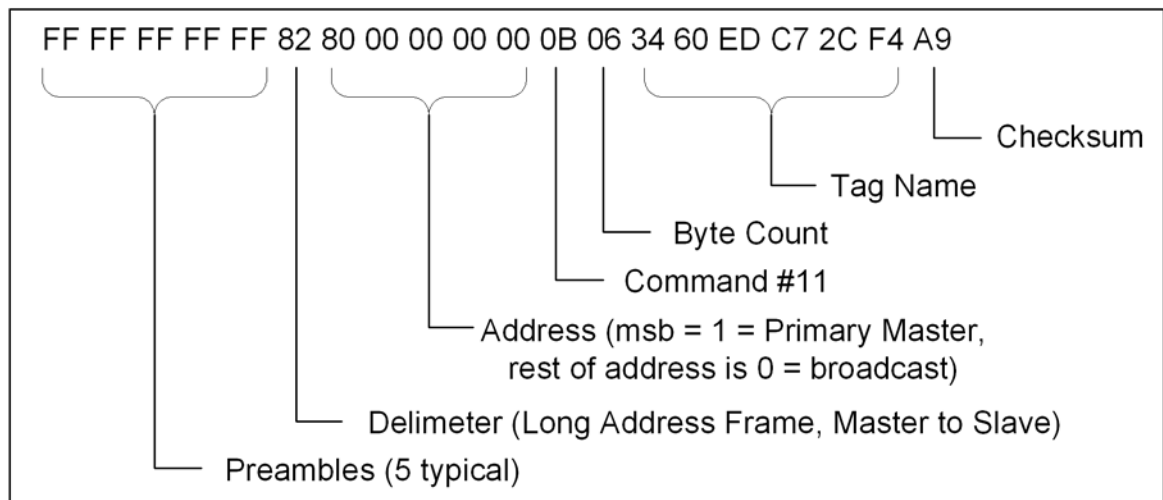 FF FF FF FF FF 82 80 00 00 00 00 0B 06 34 60 ED C7 2C F4 A9
Checksum
Tag Name
Byte Count
Command #11
Address (msb = 1 = Primary Master,
rest of address is 0 = broadcast)
Delimeter (Long Address Frame, Master to Slave)
Preambles (5 typical)